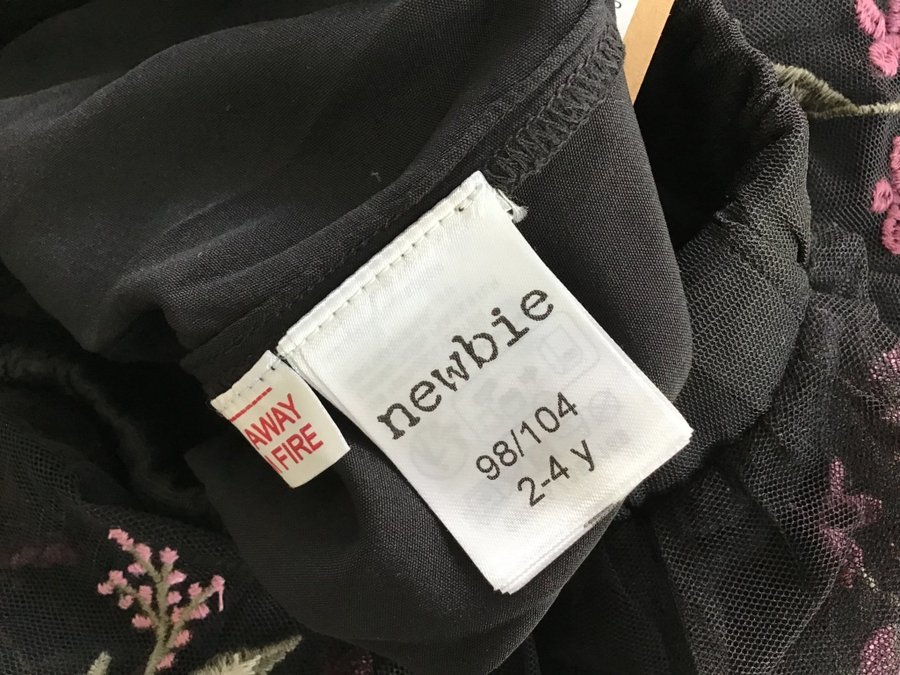 newbie
98/104
2-4 y
AWAY
FIRE